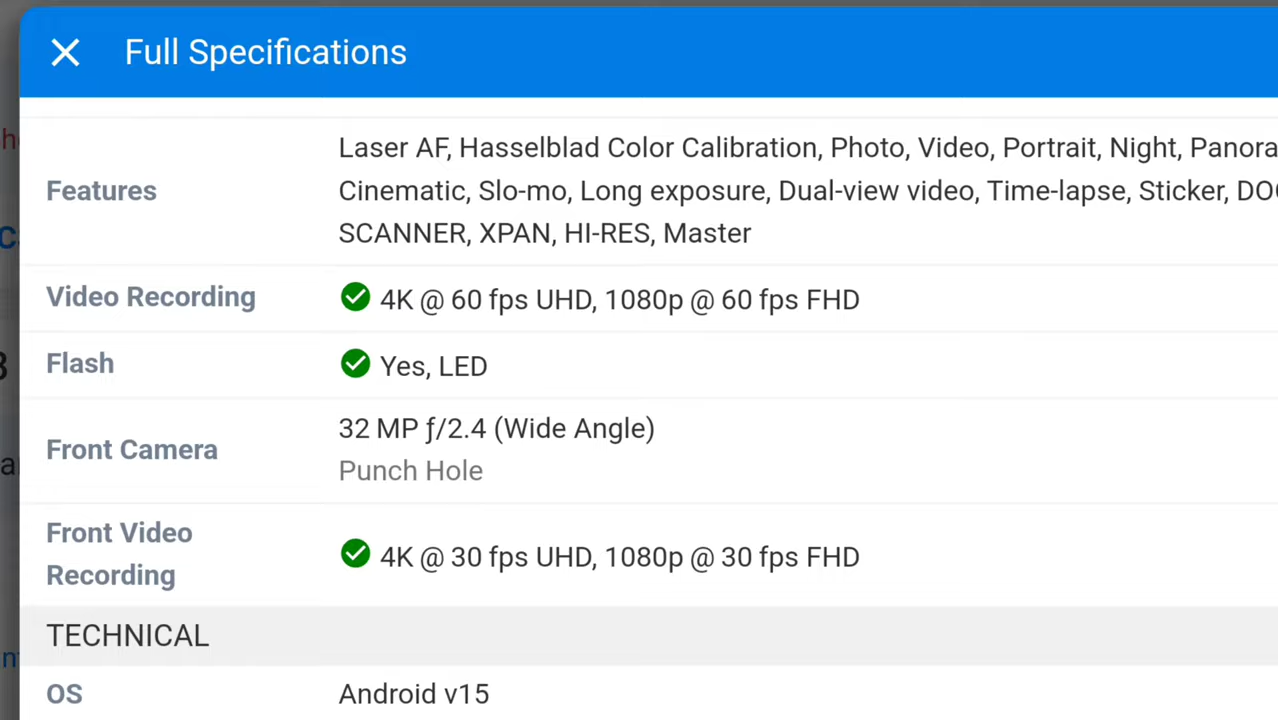 Full Specifications
Features
Laser AF, Hasselblad Color Calibration, Photo, Video, Portrait, Night, Panora
Cinematic, Slo-mo, Long exposure, Dual-view video, Time-lapse, Sticker, DO
SCANNER, XPAN, HI-RES, Master
Video Recording
4K @ 60 fps UHD, 1080p @ 60 fps FHD
Flash
Yes, LED
Front Camera
32 MP ƒ/2.4 (Wide Angle)
Punch Hole
Front Video
Recording
4K @ 30 fps UHD, 1080p @ 30 fps FHD
TECHNICAL
OS
Android v15